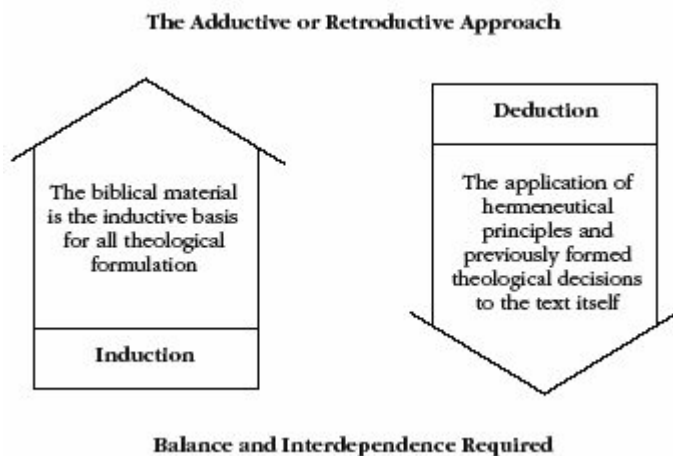 The Adductive or Retroductive Approach
The biblical material
is the inductive basis
for all theological
formulation
Induction
Deduction
The application of
hermeneutical
principles and
previously formed
theological decisions
to the text itself
Balance and Interdependence Required